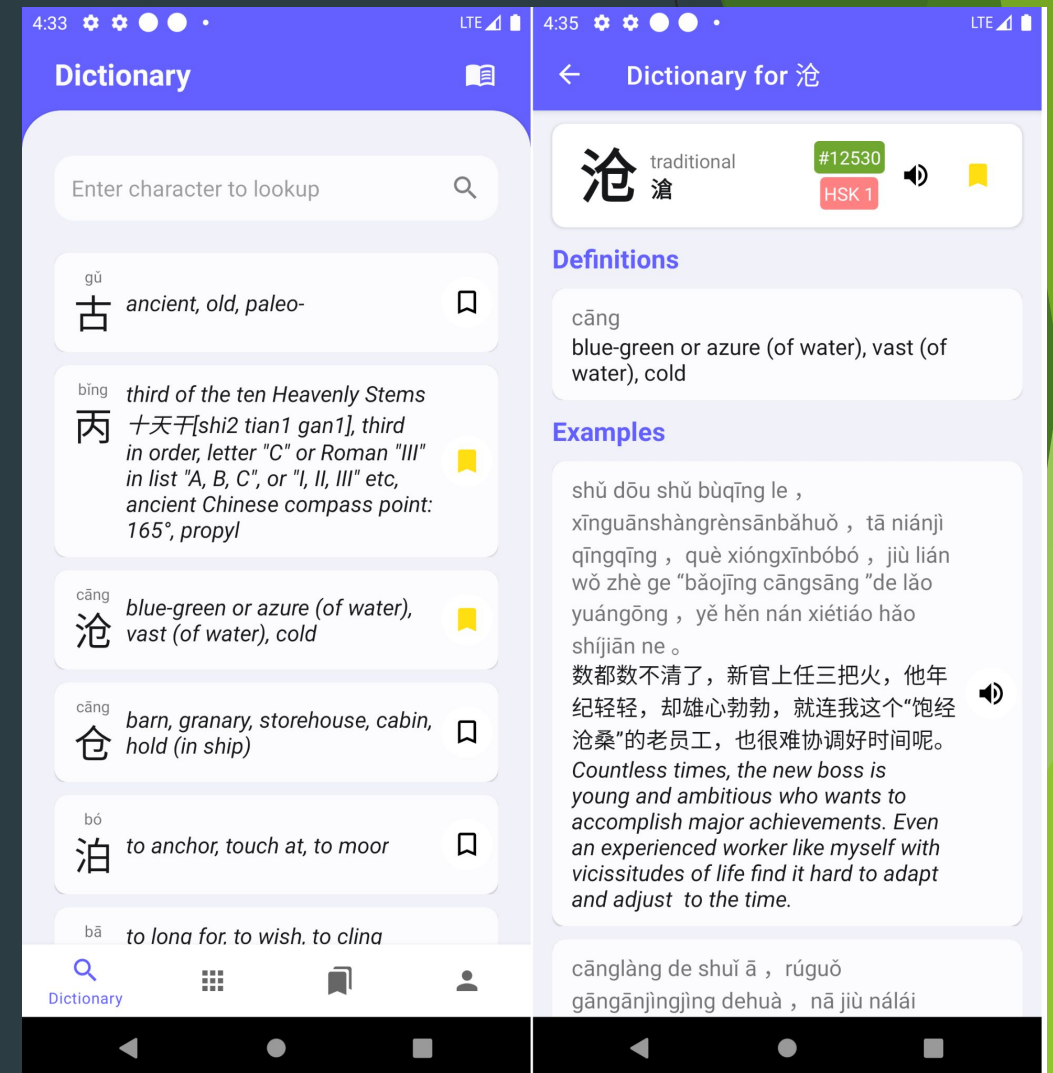 4:33
LTE
Dictionary
Enter character to lookup
gǔ
古
ancient, old, paleo-
bǐng
丙
third of the ten Heavenly Stems
十天干[shi2 tian1 gan1], third
in order, letter "C" or Roman "III"
in list "A, B, C", or "I, II, III" etc,
ancient Chinese compass point:
165°, propyl
cāng
沧
blue-green or azure (of water),
vast (of water), cold
cāng
仓
barn, granary, storehouse, cabin,
hold (in ship)
bó
泊
to anchor, touch at, to moor
bā
to long for, to wish, to cling
Dictionary
4:35
LTE
Dictionary for 沧
沧
traditional
滄
#12530
HSK 1
Definitions
cāng
blue-green or azure (of water), vast (of
water), cold
Examples
shǔ dōu shǔ bùqīng le ,
xīnguānshàngrènsānbǎhuǒ , tā niánjì
qīngqīng , què xióngxīnbóbó , jiù lián
wǒ zhè ge “bǎojīng cāngsāng ”de lǎo
yuángōng , yě hěn nán xiétiáo hǎo
shíjiān ne 。
数都数不清了，新官上任三把火，他年
纪轻轻，却雄心勃勃，就连我这个“饱经
沧桑”的老员工，也很难协调好时间呢。
Countless times, the new boss is
young and ambitious who wants to
accomplish major achievements. Even
an experienced worker like myself with
vicissitudes of life find it hard to adapt
and adjust to the time.
cānglàng de shuǐ ā , rúguǒ
gāngānjìngjìng dehuà , nā jiù nálái